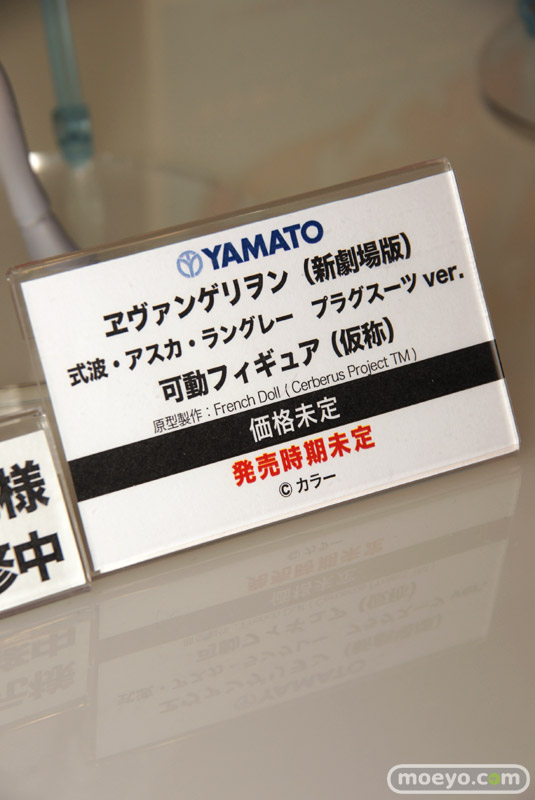 YAMATO
ヱヴァンゲリヲン（新劇場版）
式波・アスカ・ラングレー プラグスーツ ver.
可動フィギュア（仮称）
原型製作：French Doll ( Cerberus Project TM )
価格未定
発売時期未定
© カラー
様
修中
moeyo.com